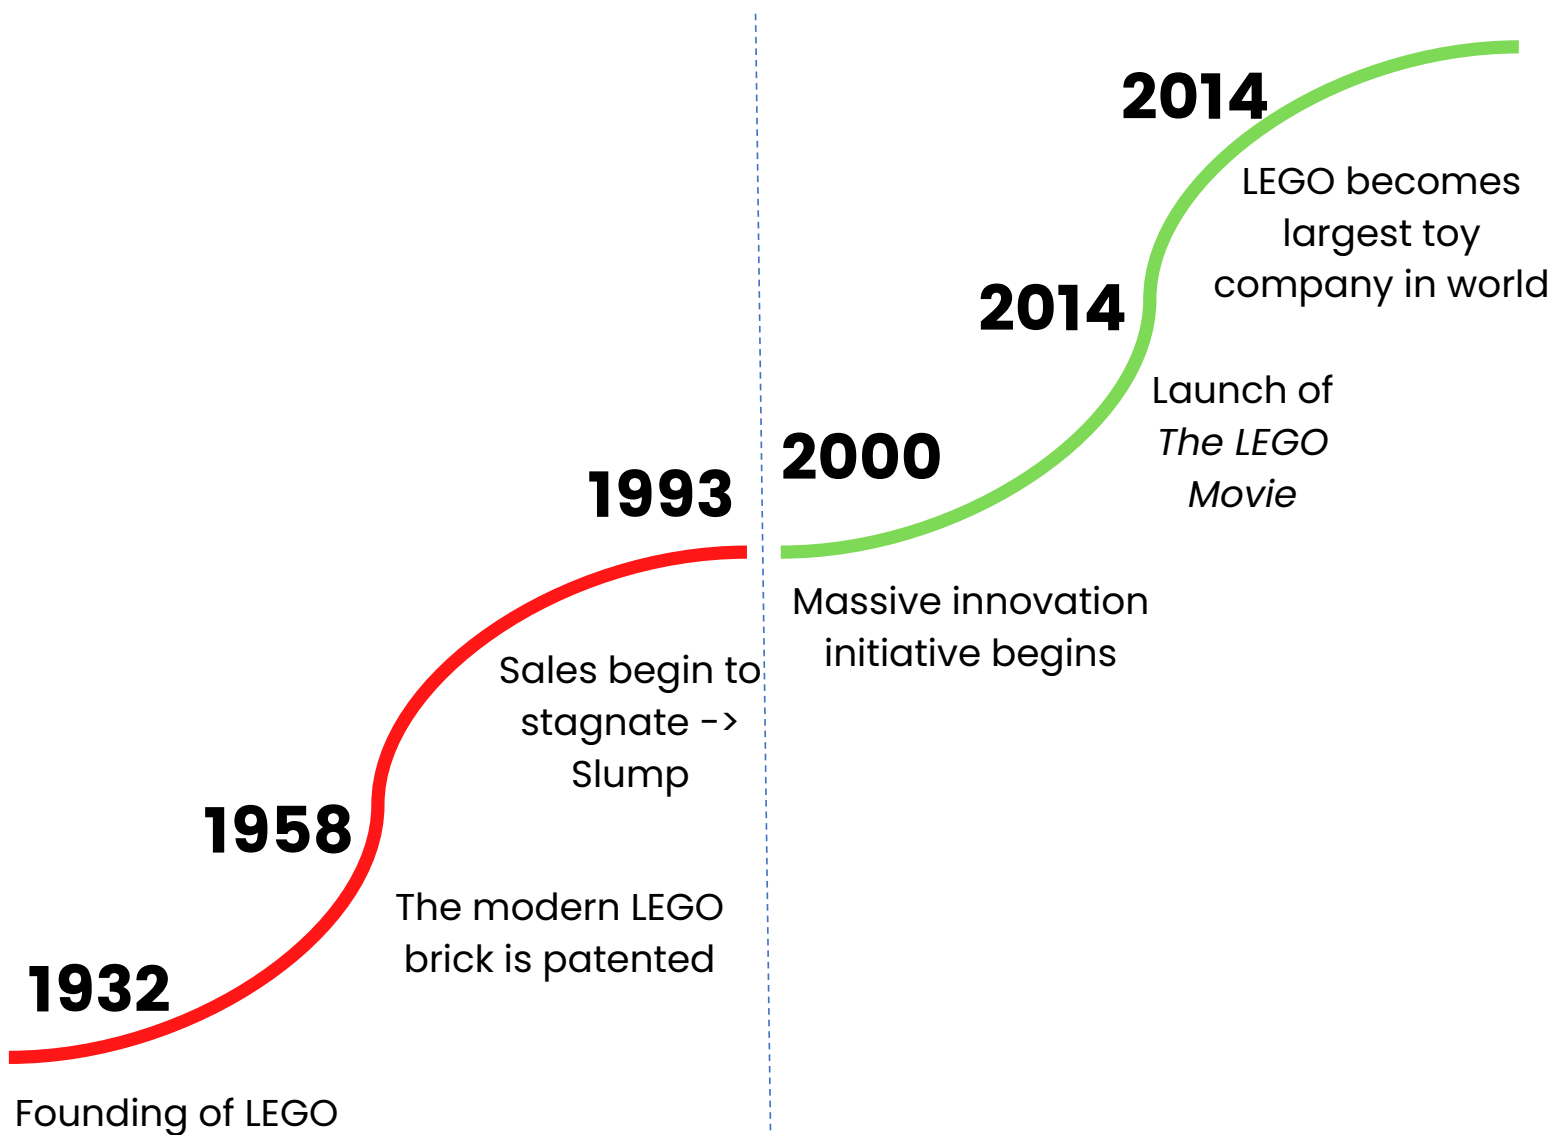 1932
Founding of LEGO
1958
The modern LEGO
brick is patented
1993
Sales begin to
stagnate ->
Slump
2000
Massive innovation
initiative begins
2014
Launch of
The LEGO
Movie
2014
LEGO becomes
largest toy
company in world